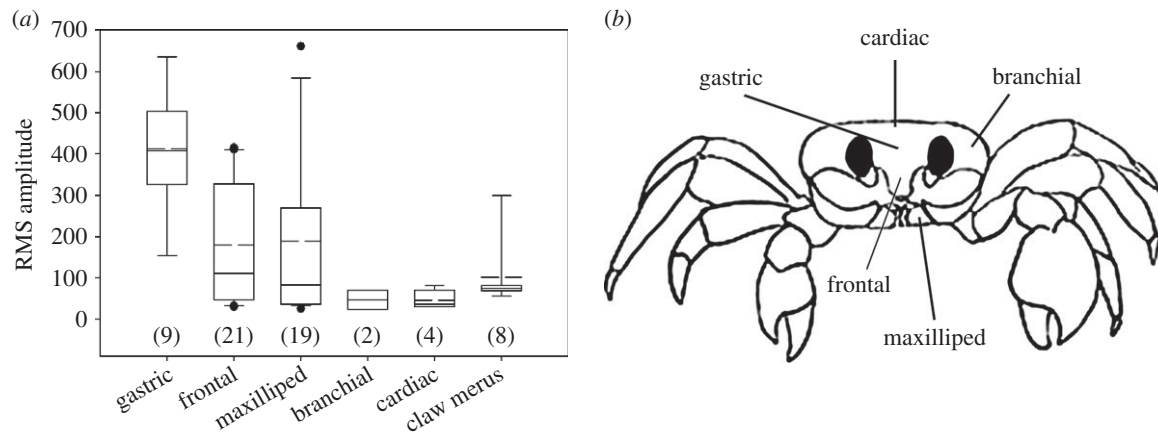 (a)
700
600
500
400
300
200
100
0
RMS amplitude
(9) (21) (19) (2) (4) (8)
gastric
frontal
maxilliped
branchial
cardiac
claw merus
(b)
cardiac
gastric
branchial
frontal
maxilliped